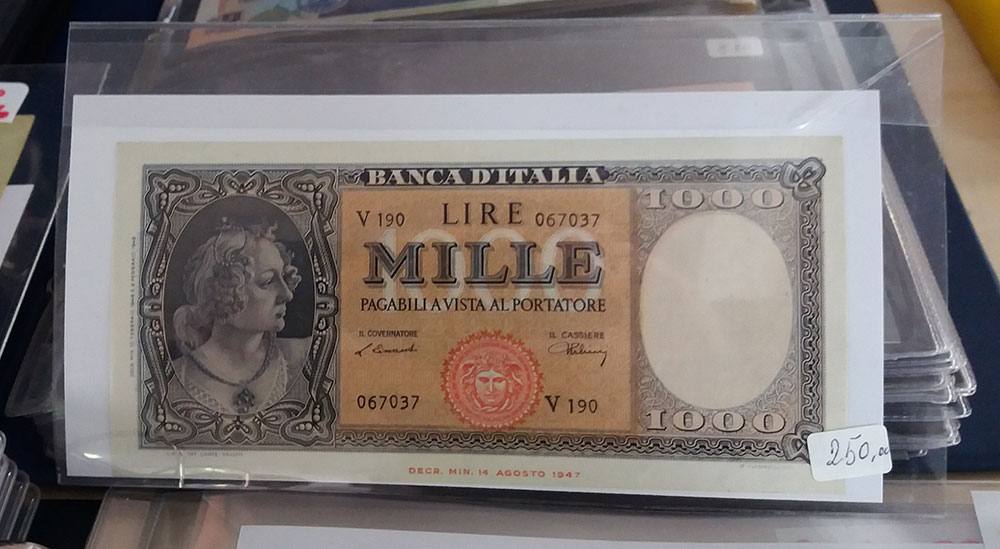 BANCA D'ITALIA
1000
V 190 LIRE 067037
MILLE
PAGABILI A VISTA AL PORTATORE
IL GOVERNATORE IL CASSIERE
067037 V 190
1000
DECR. MIN. 14 AGOSTO 1947
250,00